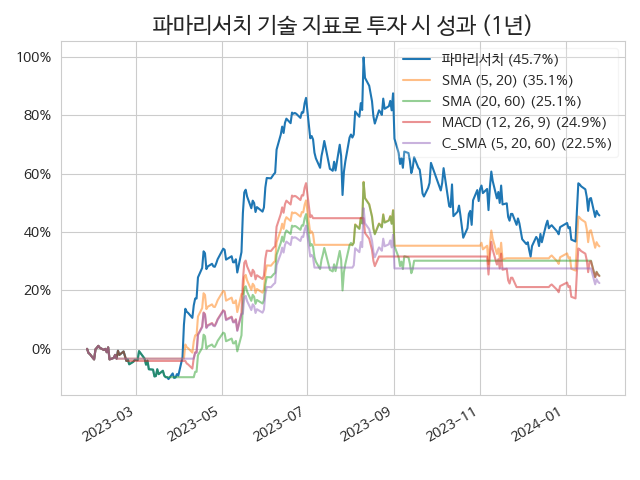 파마리서치 기술 지표로 투자 시 성과 (1년)
100%
80%
60%
40%
20%
0%
파마리서치 (45.7%)
SMA (5, 20) (35.1%)
SMA (20, 60) (25.1%)
MACD (12, 26, 9) (24.9%)
C_SMA (5, 20, 60) (22.5%)
2023-03
2023-05
2023-07
2023-09
2023-11
2024-01